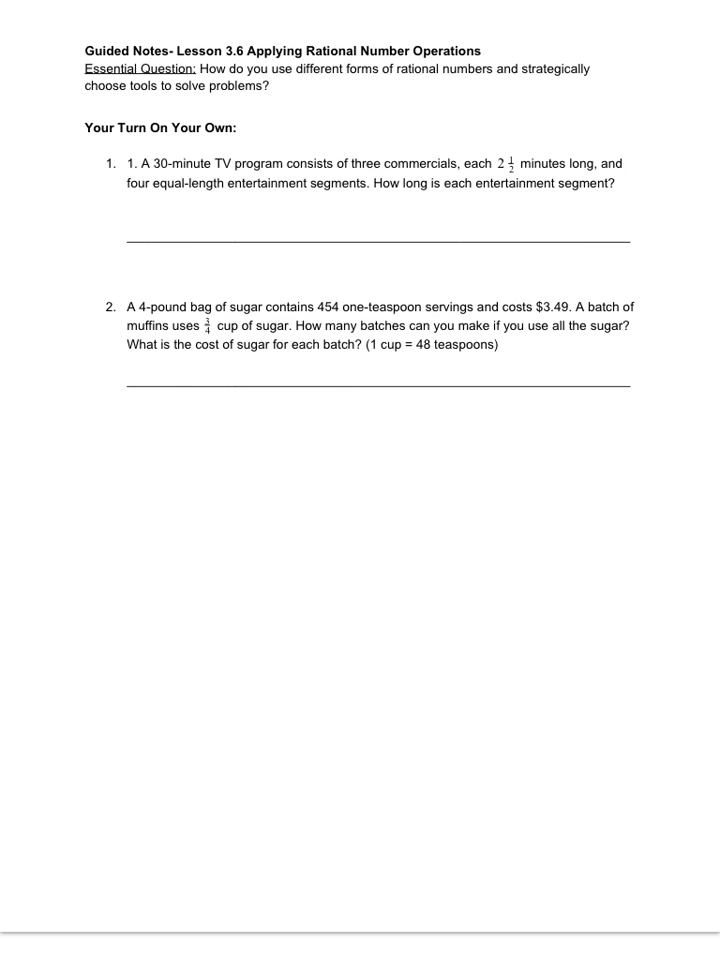 Guided Notes- Lesson 3.6 Applying Rational Number Operations
Essential Question: How do you use different forms of rational numbers and strategically
choose tools to solve problems?
Your Turn On Your Own:
1. 1. A 30-minute TV program consists of three commercials, each 2 1/2 minutes long, and
four equal-length entertainment segments. How long is each entertainment segment?
2. A 4-pound bag of sugar contains 454 one-teaspoon servings and costs $3.49. A batch of
muffins uses 3/4 cup of sugar. How many batches can you make if you use all the sugar?
What is the cost of sugar for each batch? (1 cup = 48 teaspoons)